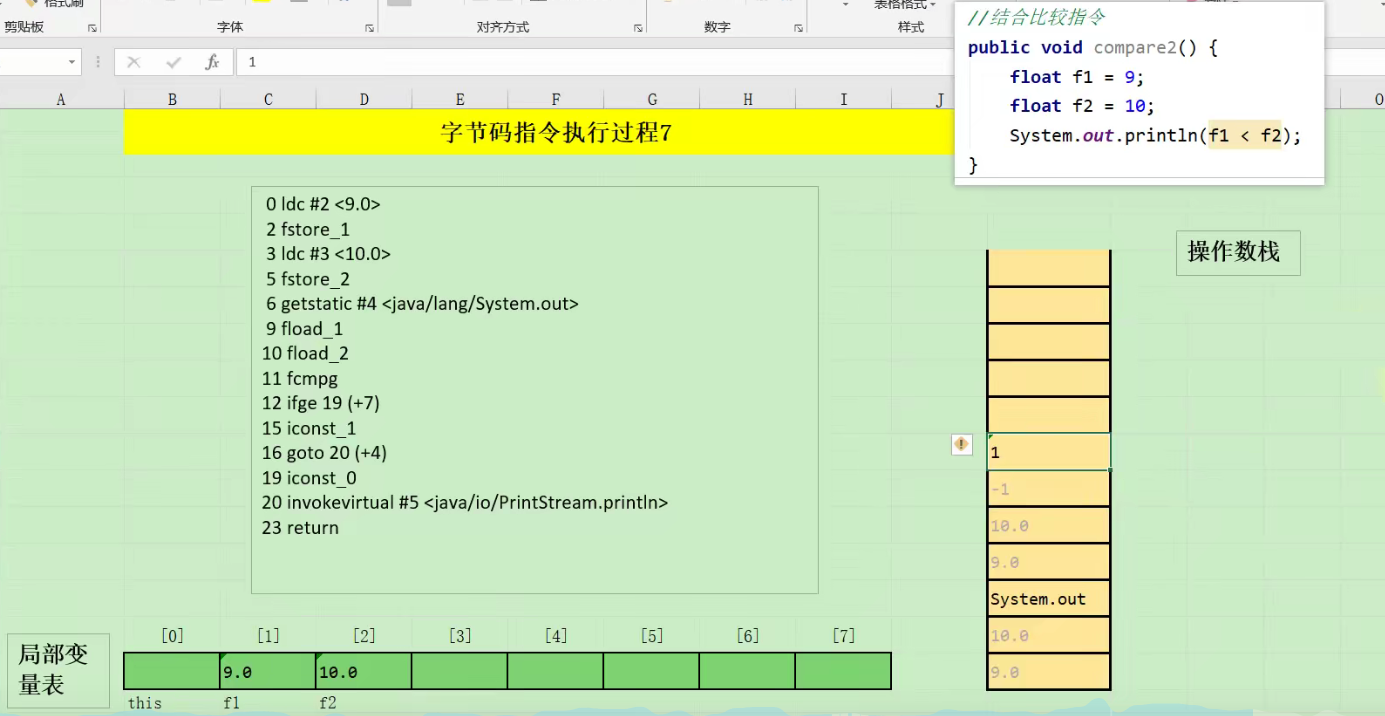 格式刷
表格格式
剪贴板
字体
对齐方式
数字
样式
fx
1
A B C D E F G H I J O
字节码指令执行过程7
//结合比较指令
public void compare2() {
float f1 = 9;
float f2 = 10;
System.out.println(f1 < f2);
}
0 ldc #2 <9.0>
2 fstore_1
3 ldc #3 <10.0>
5 fstore_2
6 getstatic #4 <java/lang/System.out>
9 fload_1
10 fload_2
11 fcmpg
12 ifge 19 (+7)
15 iconst_1
16 goto 20 (+4)
19 iconst_0
20 invokevirtual #5 <java/io/PrintStream.println>
23 return
操作数栈
1
-1
10.0
9.0
System.out
10.0
9.0
局部变
量表
[0] [1] [2] [3] [4] [5] [6] [7]
9.0 10.0
this f1 f2